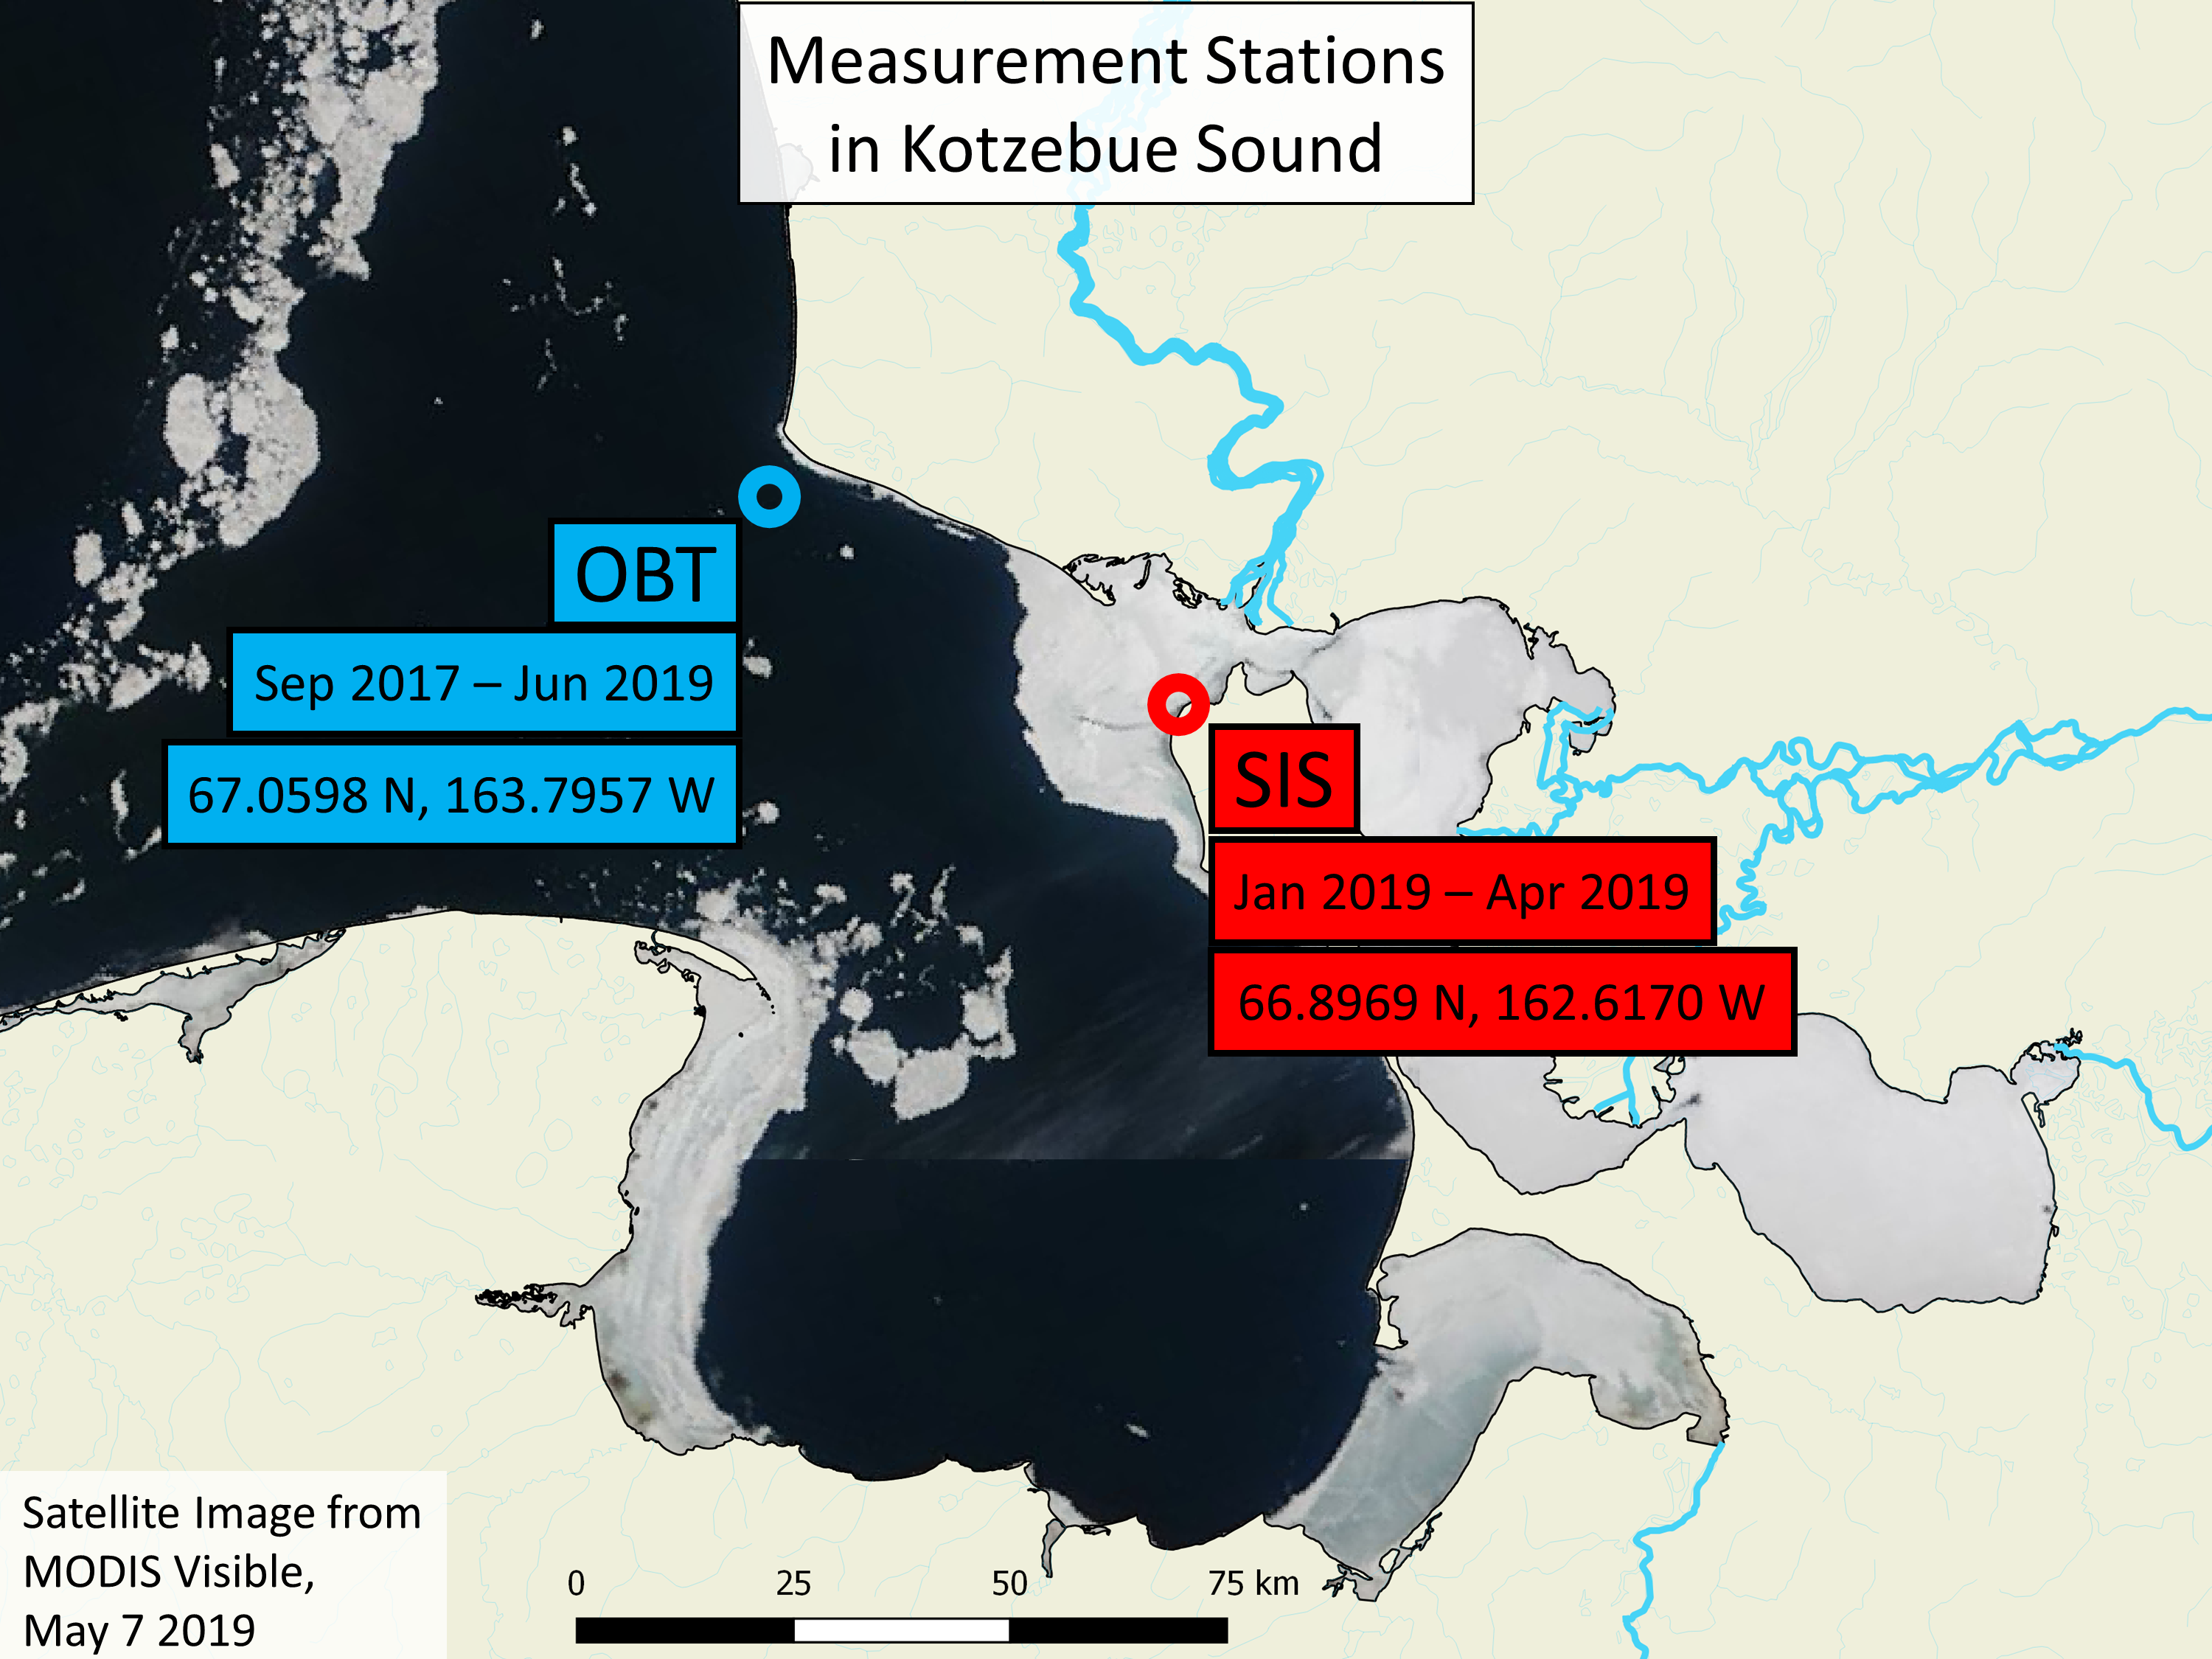 Measurement Stations
in Kotzebue Sound
OBT
Sep 2017 – Jun 2019
67.0598 N, 163.7957 W
SIS
Jan 2019 – Apr 2019
66.8969 N, 162.6170 W
Satellite Image from
MODIS Visible,
May 7 2019
0 25 50 75 km